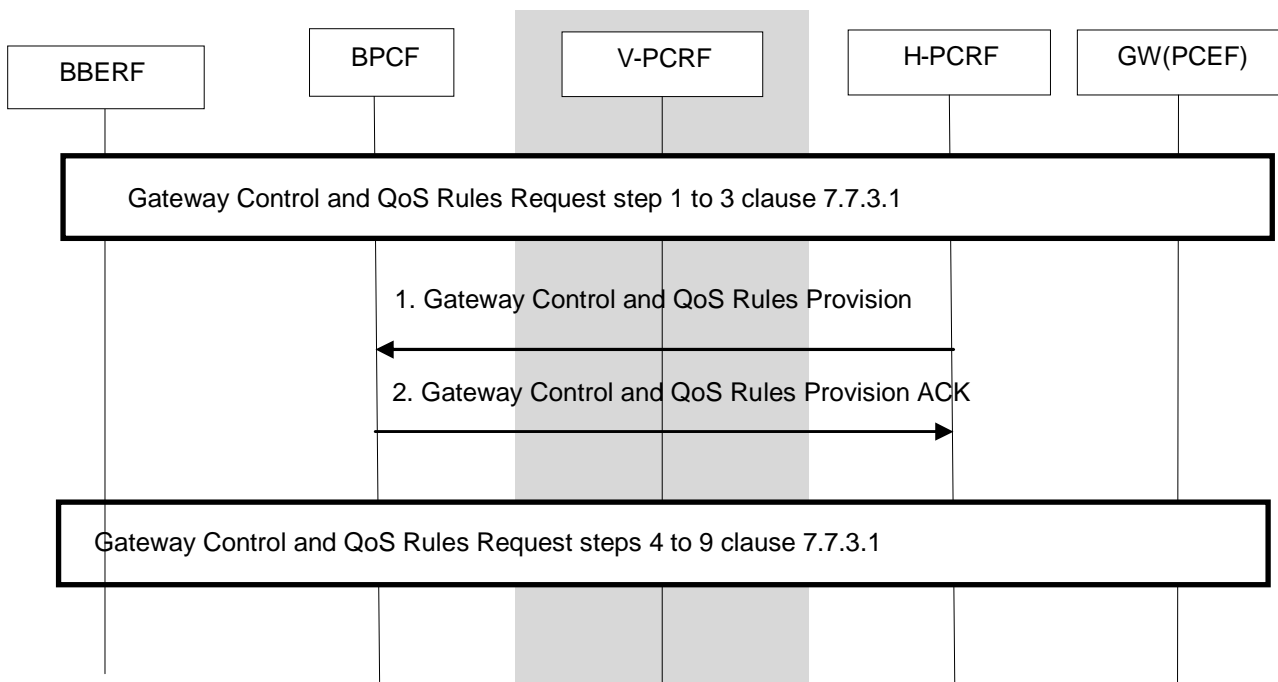 BBERF
BPCF
V-PCRF
H-PCRF
GW(PCEF)
Gateway Control and QoS Rules Request step 1 to 3 clause 7.7.3.1
1. Gateway Control and QoS Rules Provision
2. Gateway Control and QoS Rules Provision ACK
Gateway Control and QoS Rules Request steps 4 to 9 clause 7.7.3.1